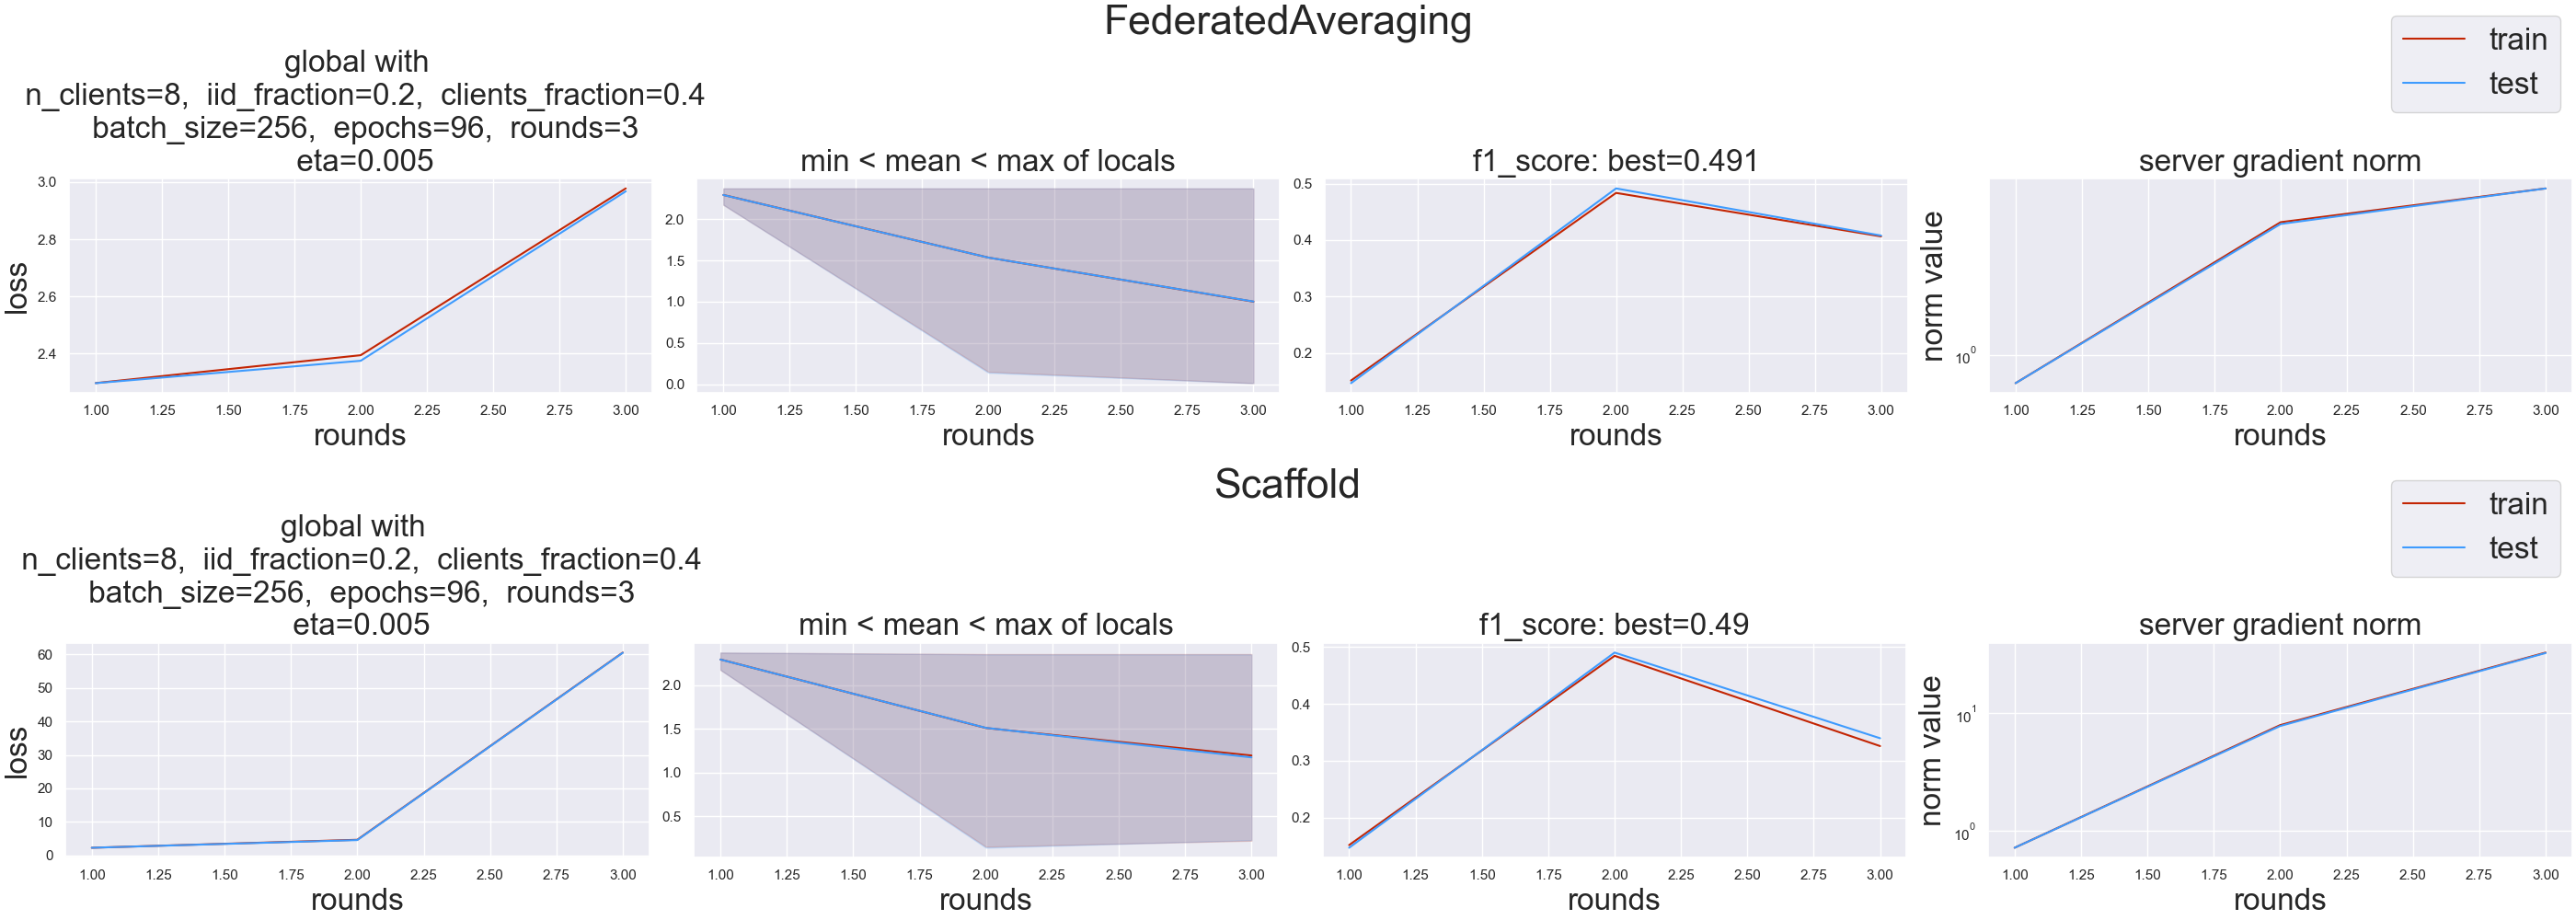 FederatedAveraging
train
test
global with
n_clients=8, iid_fraction=0.2, clients_fraction=0.4
batch_size=256, epochs=96, rounds=3
eta=0.005
loss
3.0
2.8
2.6
2.4
1.00 1.25 1.50 1.75 2.00 2.25 2.50 2.75 3.00
rounds
min < mean < max of locals
2.0
1.5
1.0
0.5
0.0
1.00 1.25 1.50 1.75 2.00 2.25 2.50 2.75 3.00
rounds
f1_score: best=0.491
0.5
0.4
0.3
0.2
1.00 1.25 1.50 1.75 2.00 2.25 2.50 2.75 3.00
rounds
server gradient norm
norm value
10^0
1.00 1.25 1.50 1.75 2.00 2.25 2.50 2.75 3.00
rounds
Scaffold
train
test
global with
n_clients=8, iid_fraction=0.2, clients_fraction=0.4
batch_size=256, epochs=96, rounds=3
eta=0.005
loss
60
50
40
30
20
10
0
1.00 1.25 1.50 1.75 2.00 2.25 2.50 2.75 3.00
rounds
min < mean < max of locals
2.0
1.5
1.0
0.5
1.00 1.25 1.50 1.75 2.00 2.25 2.50 2.75 3.00
rounds
f1_score: best=0.49
0.5
0.4
0.3
0.2
1.00 1.25 1.50 1.75 2.00 2.25 2.50 2.75 3.00
rounds
server gradient norm
norm value
10^1
10^0
1.00 1.25 1.50 1.75 2.00 2.25 2.50 2.75 3.00
rounds